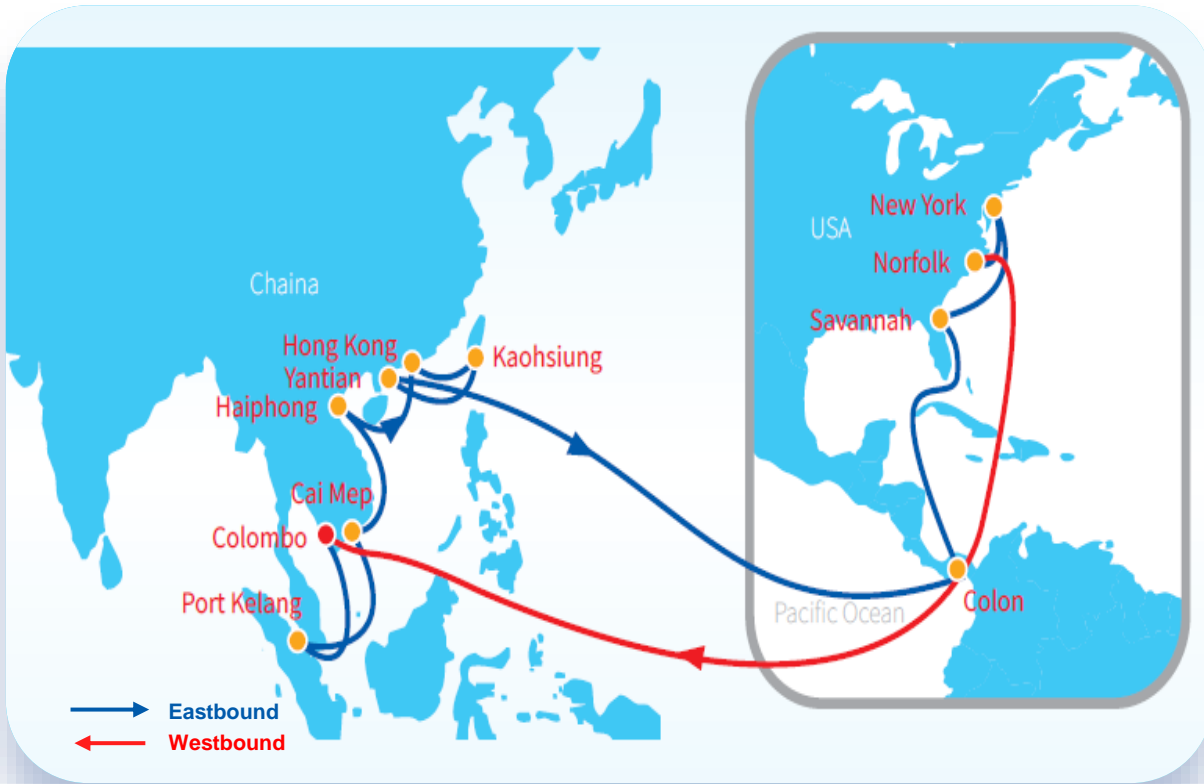 New York
USA
Norfolk
Chaina
Savannah
Hong Kong
Kaohsiung
Yantian
Haiphong
Cai Mep
Colombo
Port Kelang
Colon
Pacific Ocean
Eastbound
Westbound